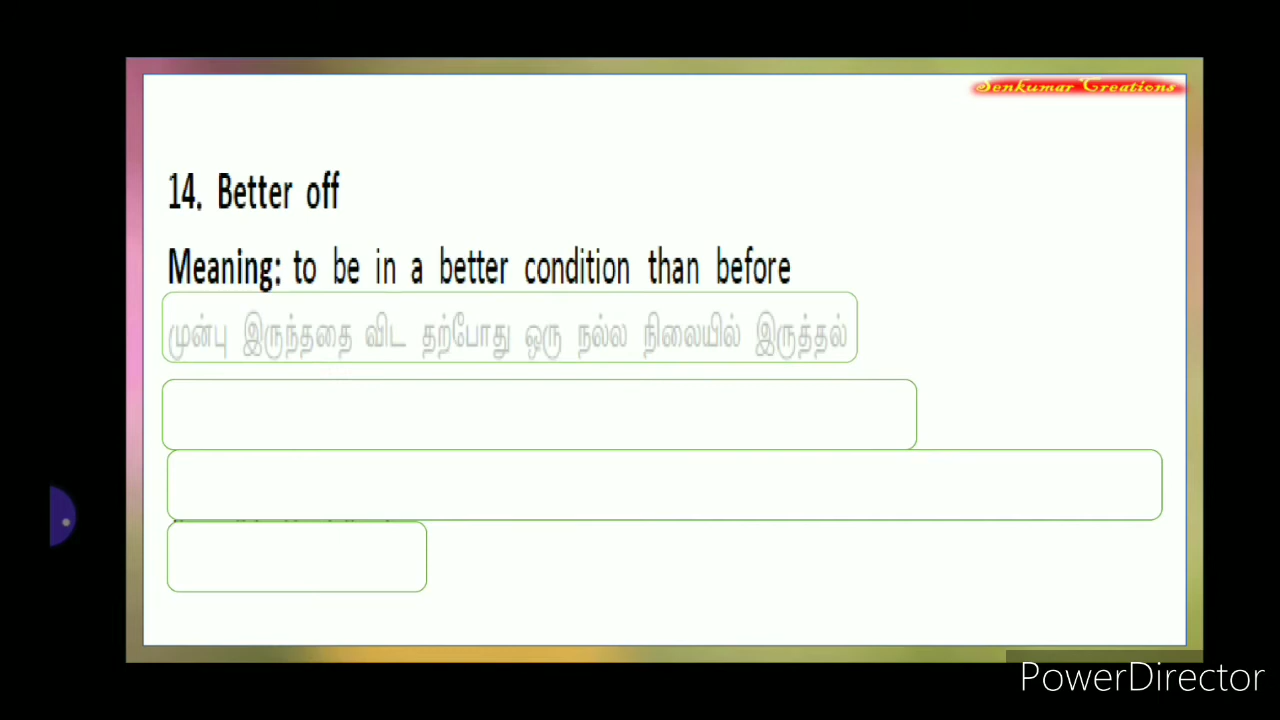 Senkumar Creations
14. Better off
Meaning: to be in a better condition than before
முன்பு இருந்ததை விட தற்போது ஒரு நல்ல நிலையில் இருத்தல்
PowerDirector